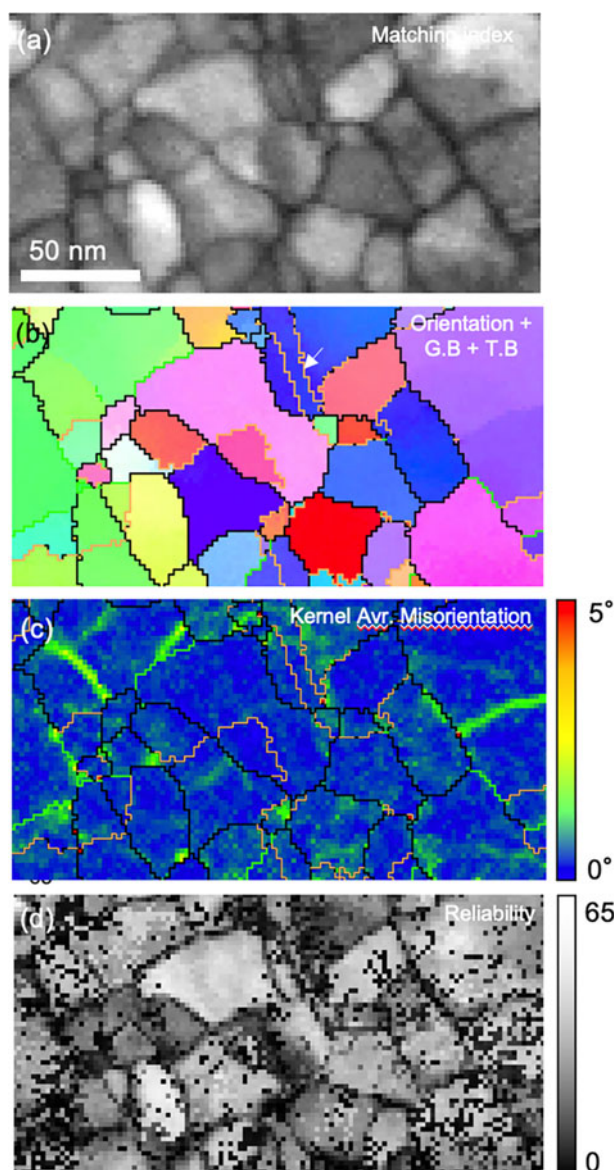 (a)
Matching index
50 nm
(b)
Orientation +
G.B + T.B
(c)
Kernel Avr. Misorientation
5°
0°
(d)
Reliability
65
0